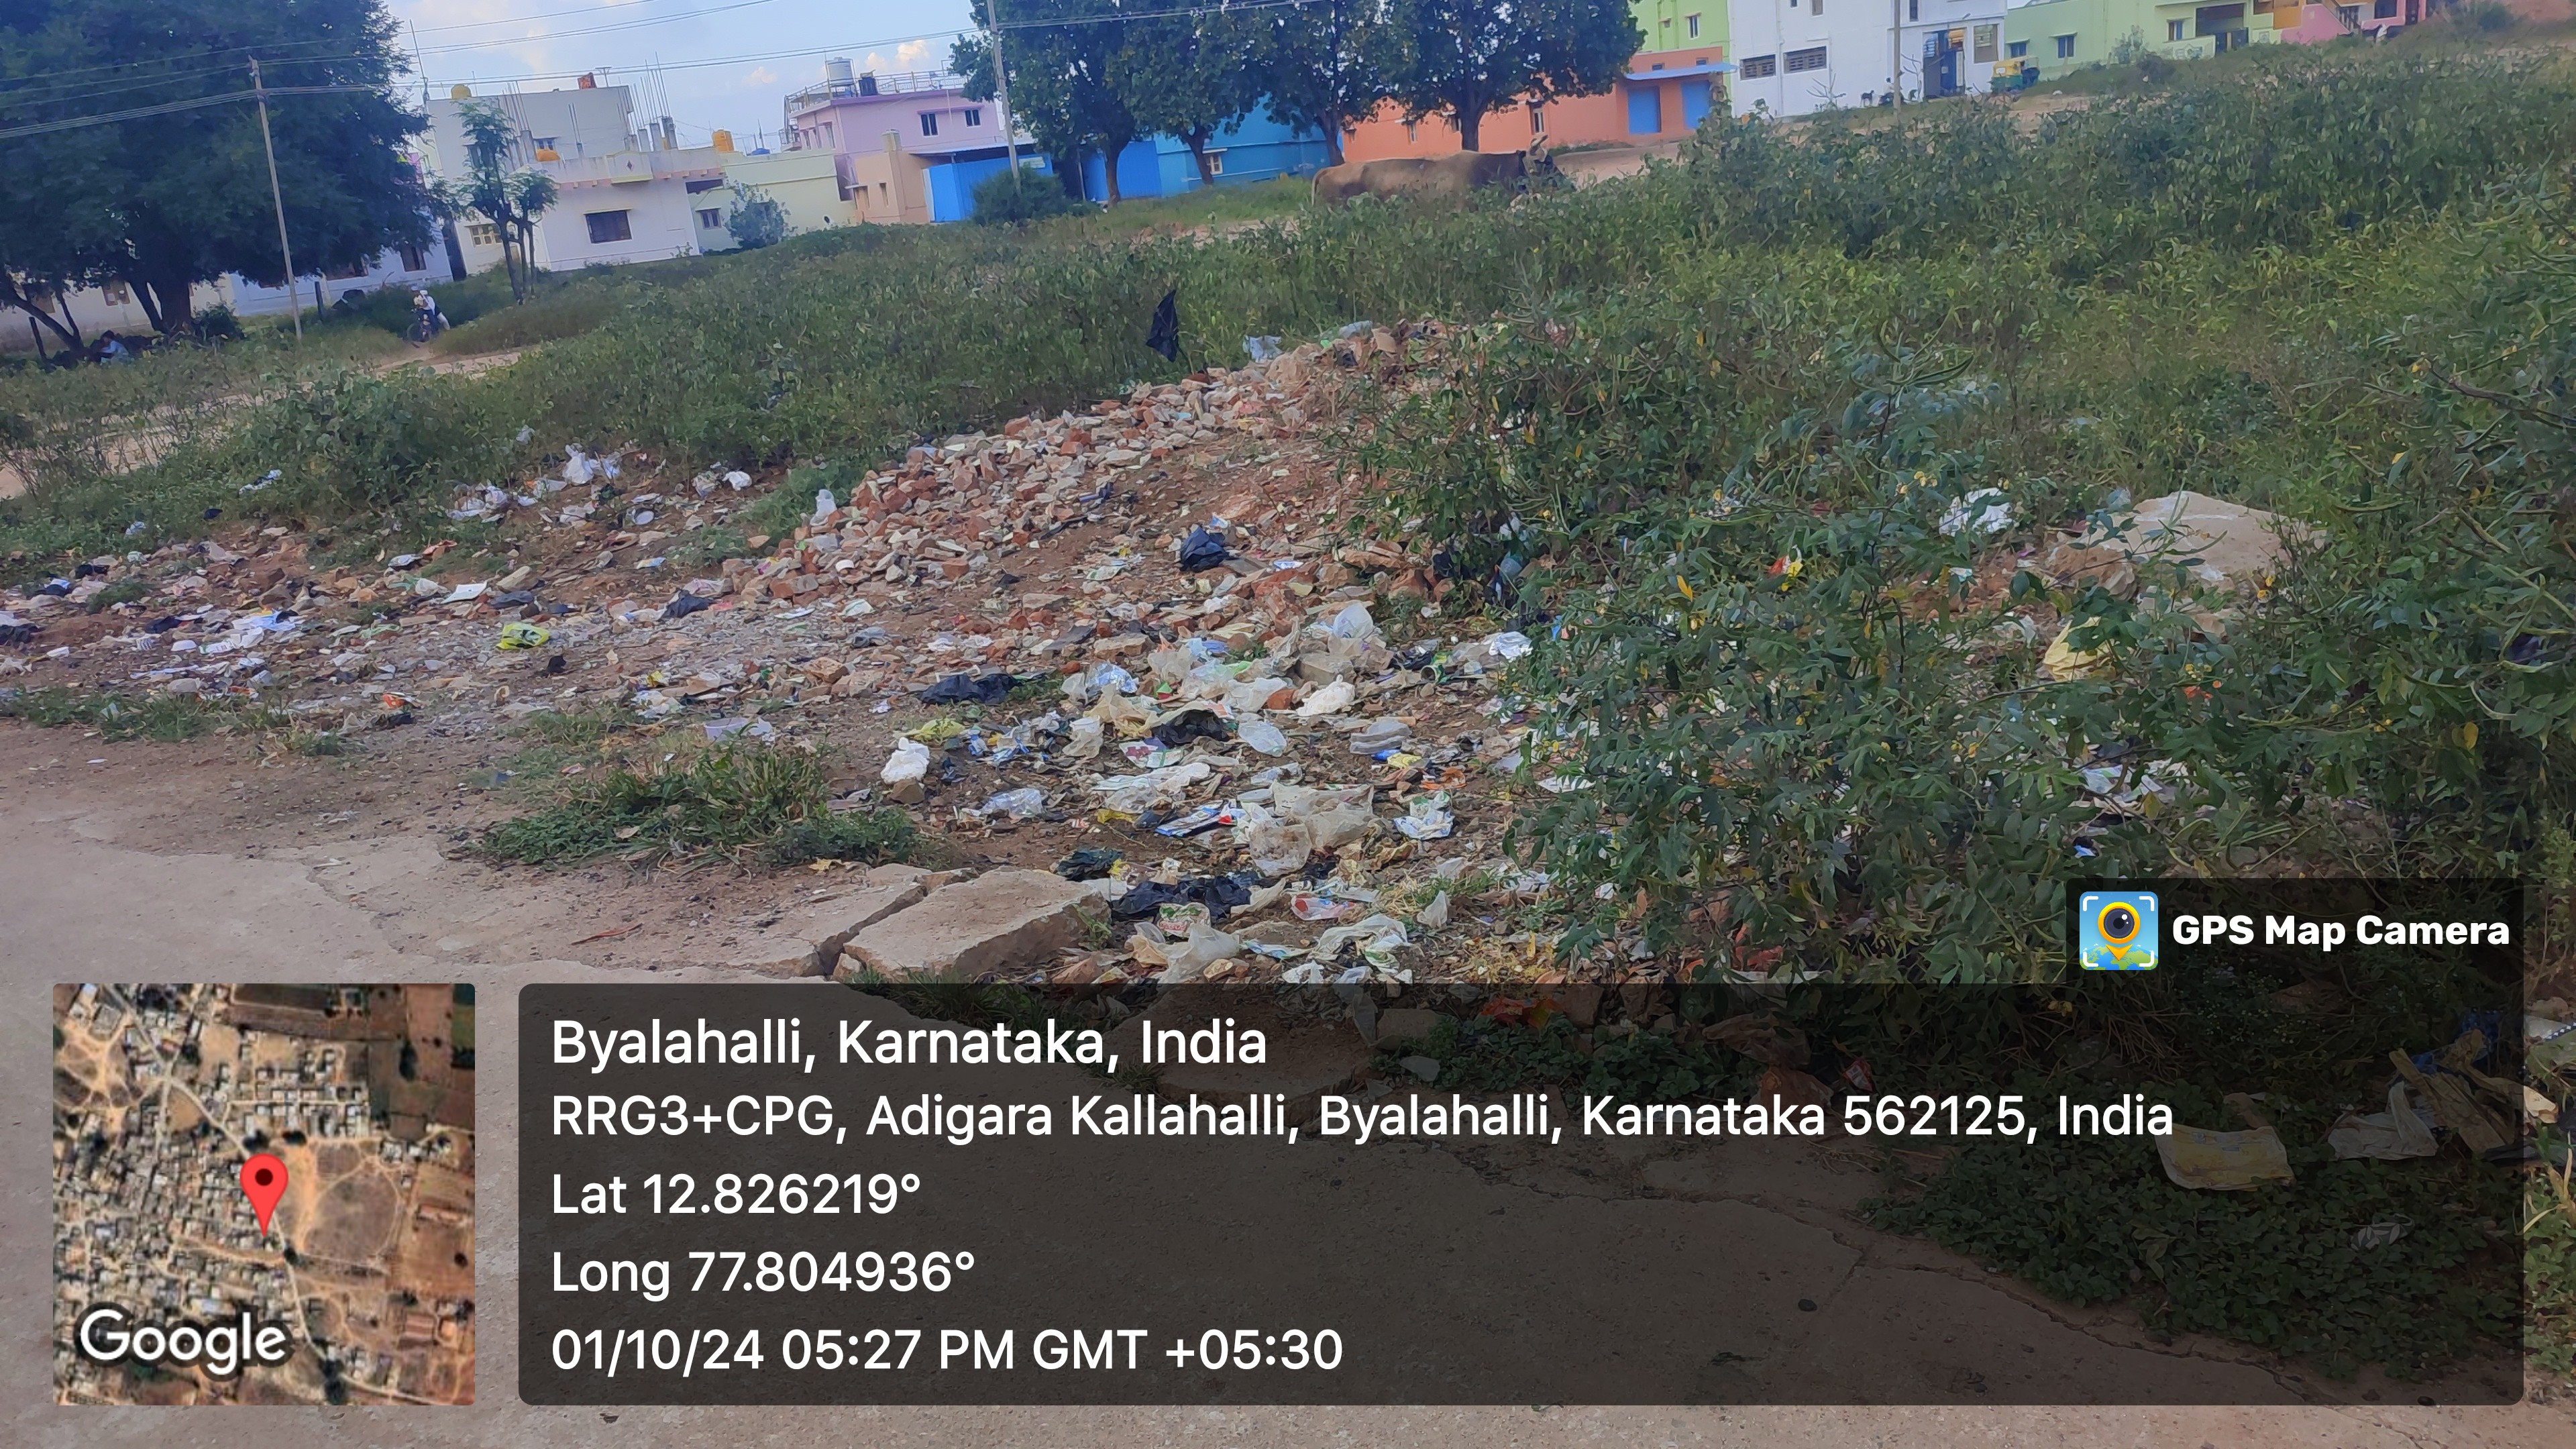 GPS Map Camera
Byalahalli, Karnataka, India
RRG3+CPG, Adigara Kallahalli, Byalahalli, Karnataka 562125, India
Lat 12.826219°
Long 77.804936°
01/10/24 05:27 PM GMT +05:30
Google